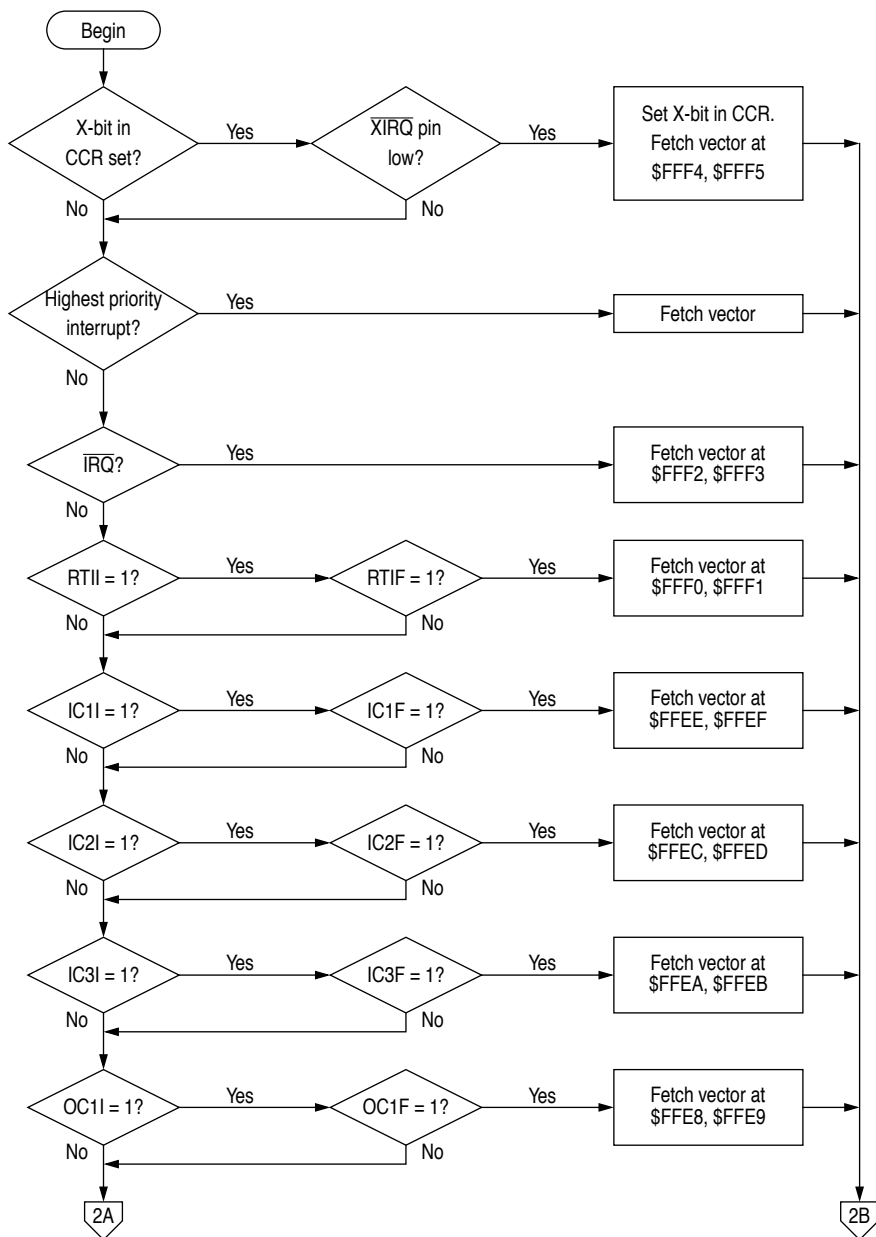 Begin
X-bit in
CCR set?
Yes
XIRQ pin
low?
Yes
Set X-bit in CCR.
Fetch vector at
$FFF4, $FFF5
No
No
Highest priority
interrupt?
Yes
Fetch vector
No
IRQ?
Yes
Fetch vector at
$FFF2, $FFF3
No
RTII = 1?
Yes
RTIF = 1?
Yes
Fetch vector at
$FFF0, $FFF1
No
No
IC1I = 1?
Yes
IC1F = 1?
Yes
Fetch vector at
$FFEE, $FFEF
No
No
IC2I = 1?
Yes
IC2F = 1?
Yes
Fetch vector at
$FFEC, $FFED
No
No
IC3I = 1?
Yes
IC3F = 1?
Yes
Fetch vector at
$FFEA, $FFEB
No
No
OC1I = 1?
Yes
OC1F = 1?
Yes
Fetch vector at
$FFE8, $FFE9
No
No
2A
2B